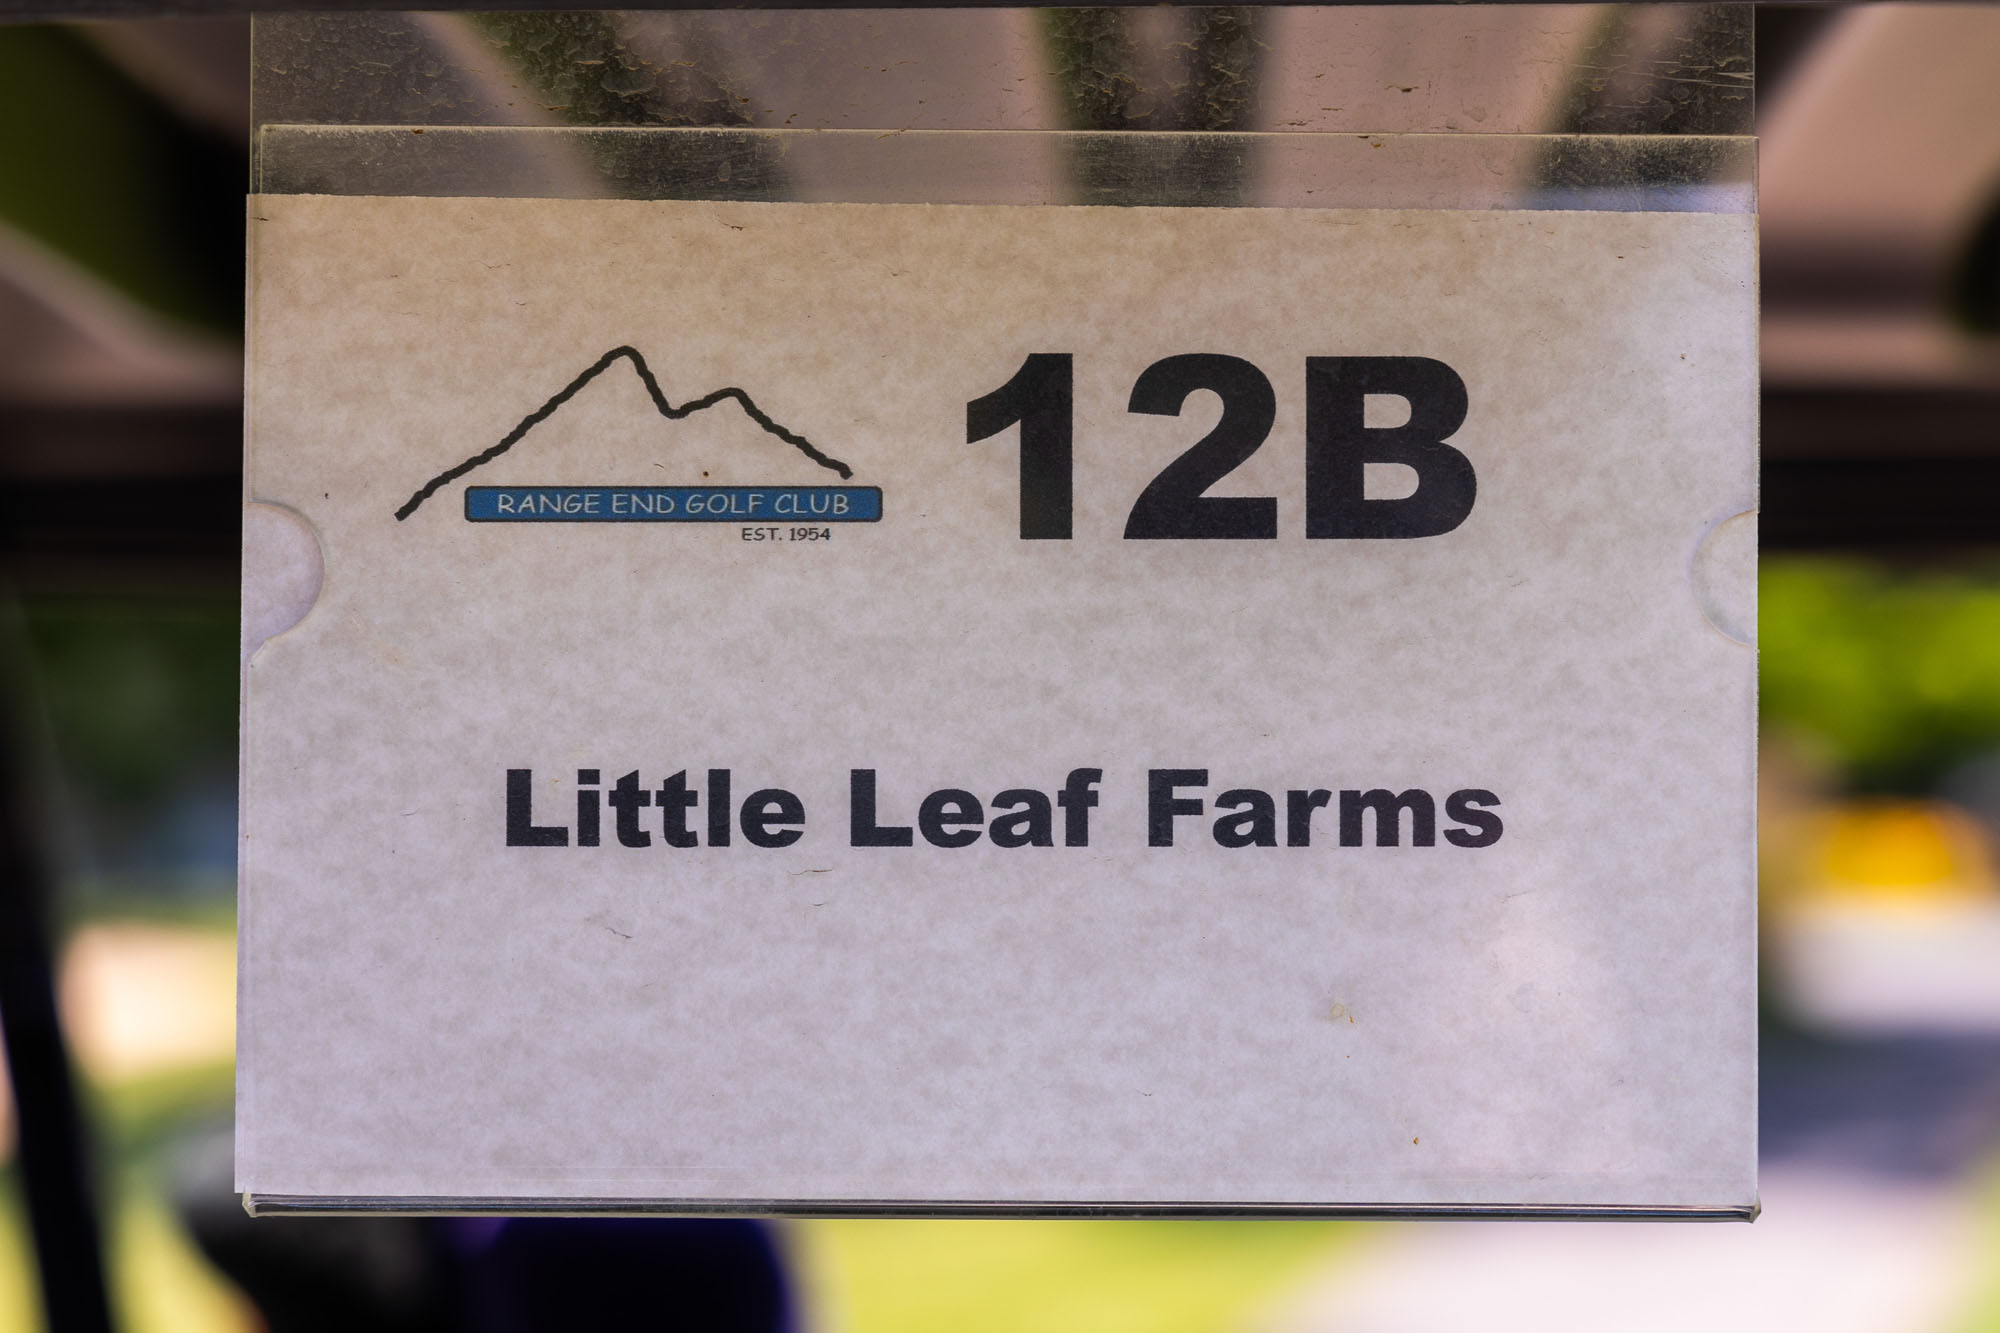 RANGE END GOLF CLUB
EST. 1954
12B
Little Leaf Farms